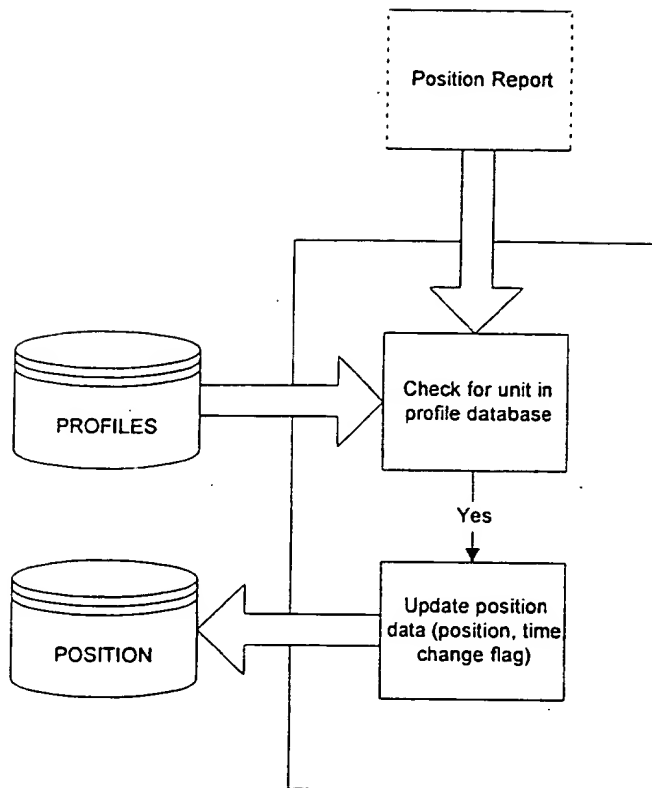 Position Report
Check for unit in
profile database
PROFILES
Yes
Update position
data (position, time
change flag)
POSITION